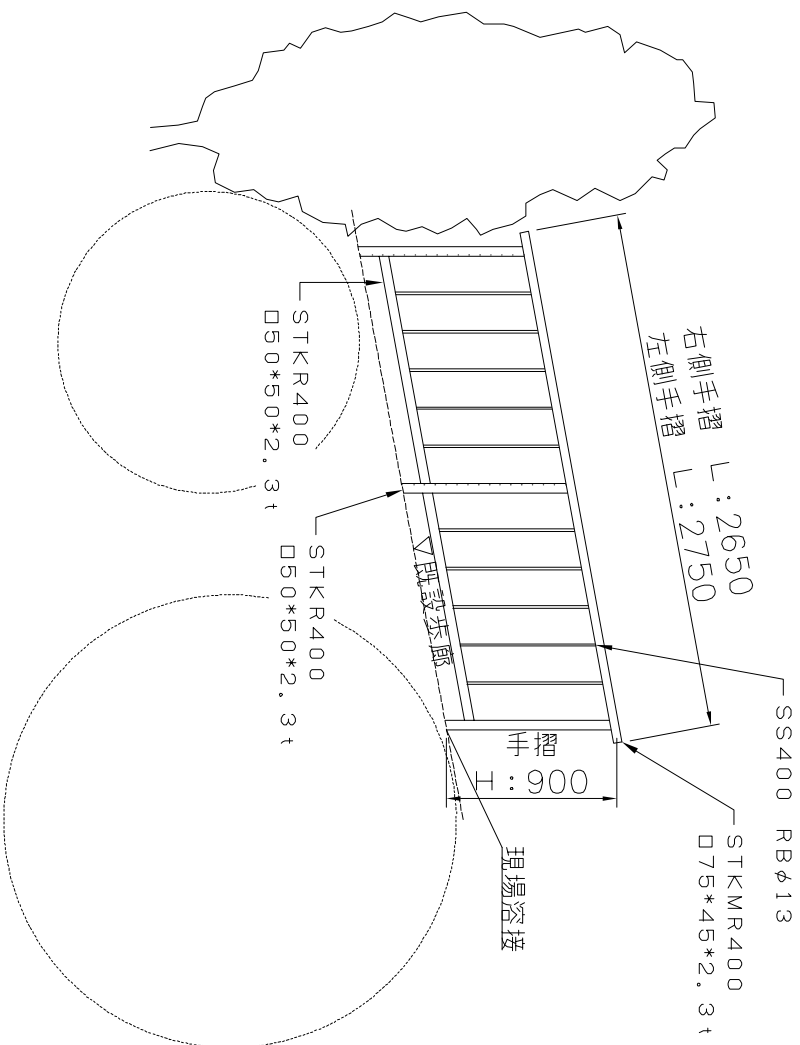 右側手摺 L:2650
左側手摺 L:2750
SS400 RBφ13
STKMR400
□75*45*2.3t
STKR400
□50*50*2.3t
STKR400
□50*50*2.3t
▽既設歩廊
手摺
H:900
現場溶接